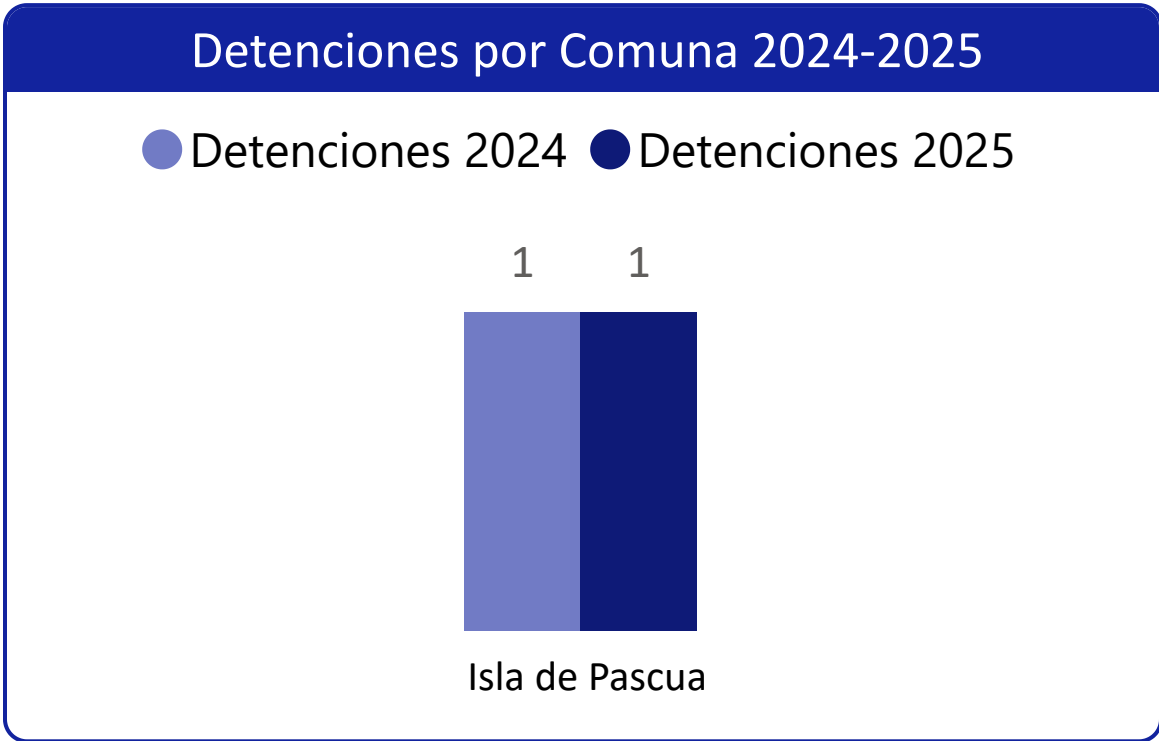 Detenciones por Comuna 2024-2025
Detenciones 2024 Detenciones 2025
1 1
Isla de Pascua